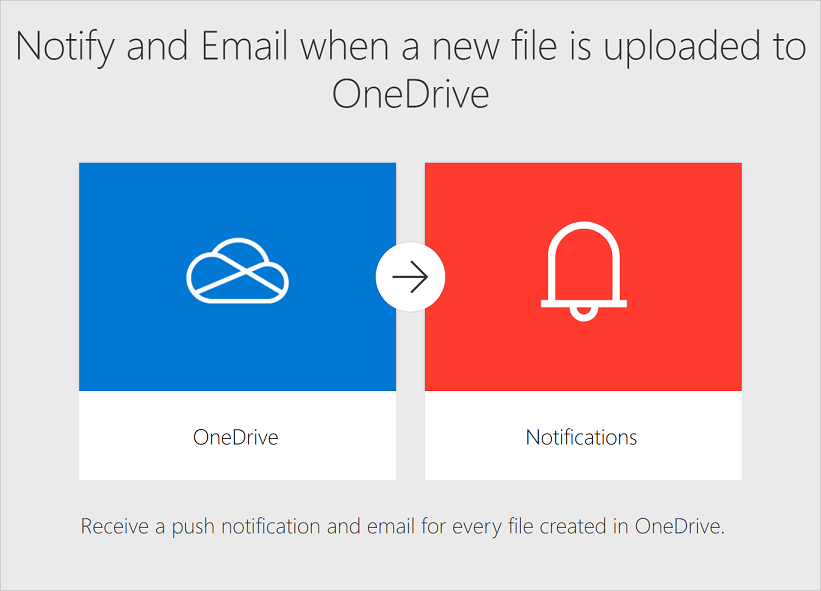 Notify and Email when a new file is uploaded to
OneDrive
OneDrive
Notifications
Receive a push notification and email for every file created in OneDrive.